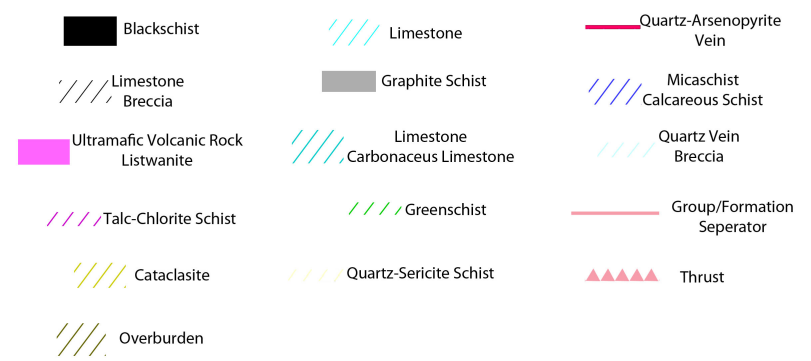 Blackschist
Limestone
Breccia
Ultramafic Volcanic Rock
Listwanite
Talc-Chlorite Schist
Cataclasite
Overburden
Limestone
Graphite Schist
Limestone
Carbonaceus Limestone
Greenschist
Quartz-Sericite Schist
Quartz-Arsenopyrite
Vein
Micaschist
Calcareous Schist
Quartz Vein
Breccia
Group/Formation
Seperator
Thrust